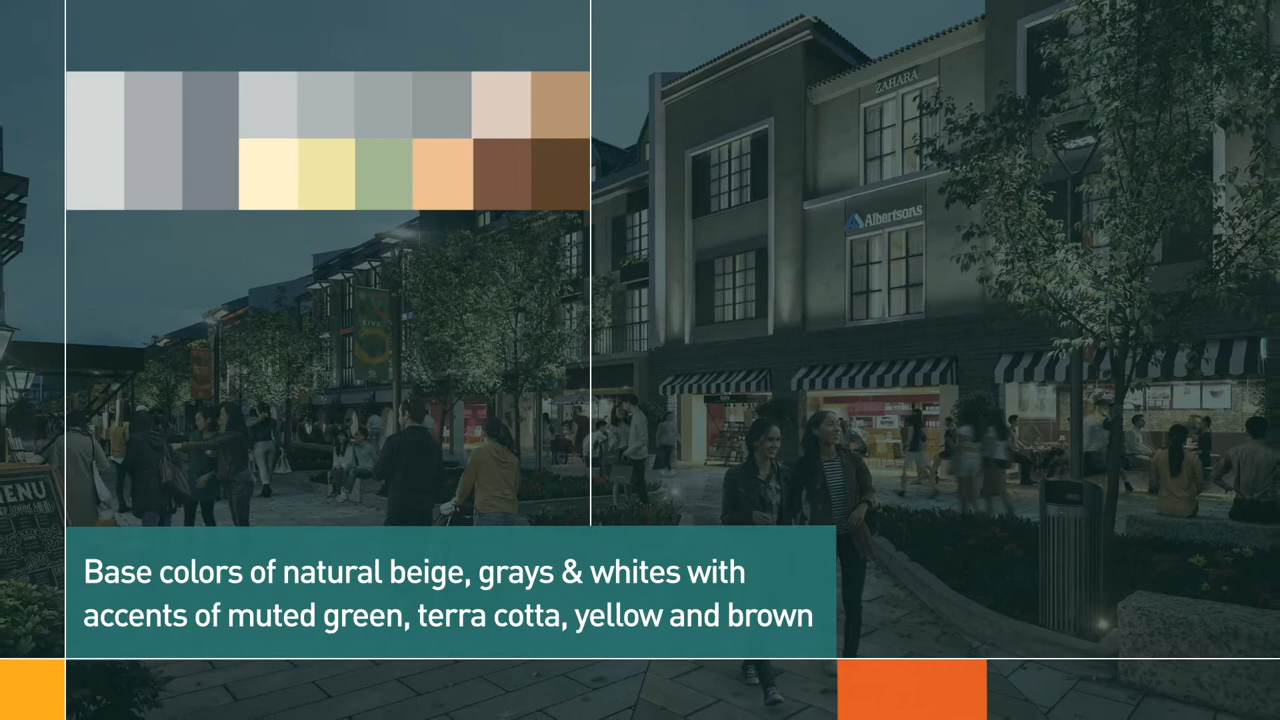 ZAHARA
Albertsons
LIVE
MENU
Base colors of natural beige, grays & whites with
accents of muted green, terra cotta, yellow and brown